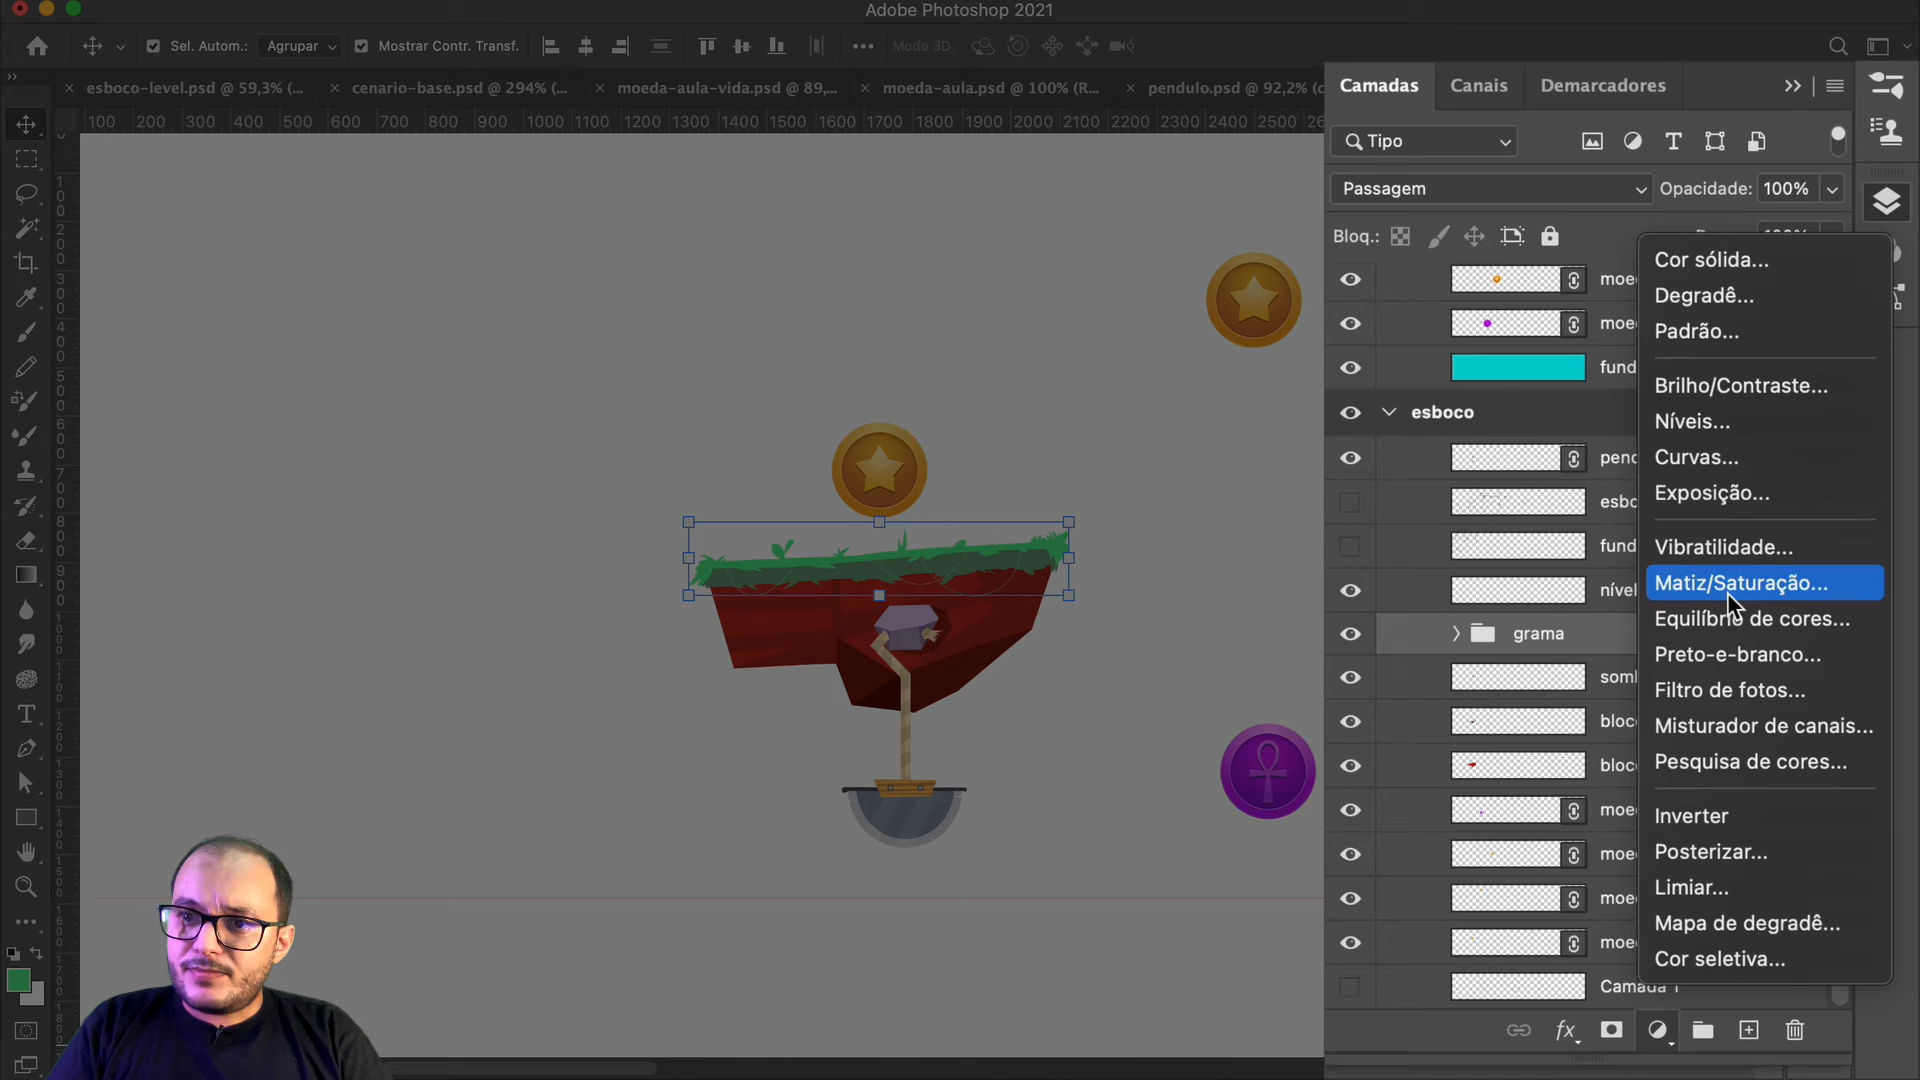 Adobe Photoshop 2021
Sel. Autom.: Agrupar Mostrar Contr. Transf. Modo 3D:
esboco-level.psd @ 59,3% (... cenario-base.psd @ 294% (... moeda-aula-vida.psd @ 89,... moeda-aula.psd @ 100% (R... pendulo.psd @ 92,2% (c
100 200 300 400 500 600 700 800 900 1000 1100 1200 1300 1400 1500 1600 1700 1800 1900 2000 2100 2200 2300 2400 2500
Camadas Canais Demarcadores
Tipo
Passagem Opacidade: 100%
Bloq.:
moe
moe
fund
esboco
pend
esbo
fund
nível
grama
som
bloc
bloc
moe
moe
moe
moe
Camada 1
Cor sólida...
Degradê...
Padrão...
Brilho/Contraste...
Níveis...
Curvas...
Exposição...
Vibratilidade...
Matiz/Saturação...
Equilíbrio de cores...
Preto-e-branco...
Filtro de fotos...
Misturador de canais...
Pesquisa de cores...
Inverter
Posterizar...
Limiar...
Mapa de degradê...
Cor seletiva...
fx